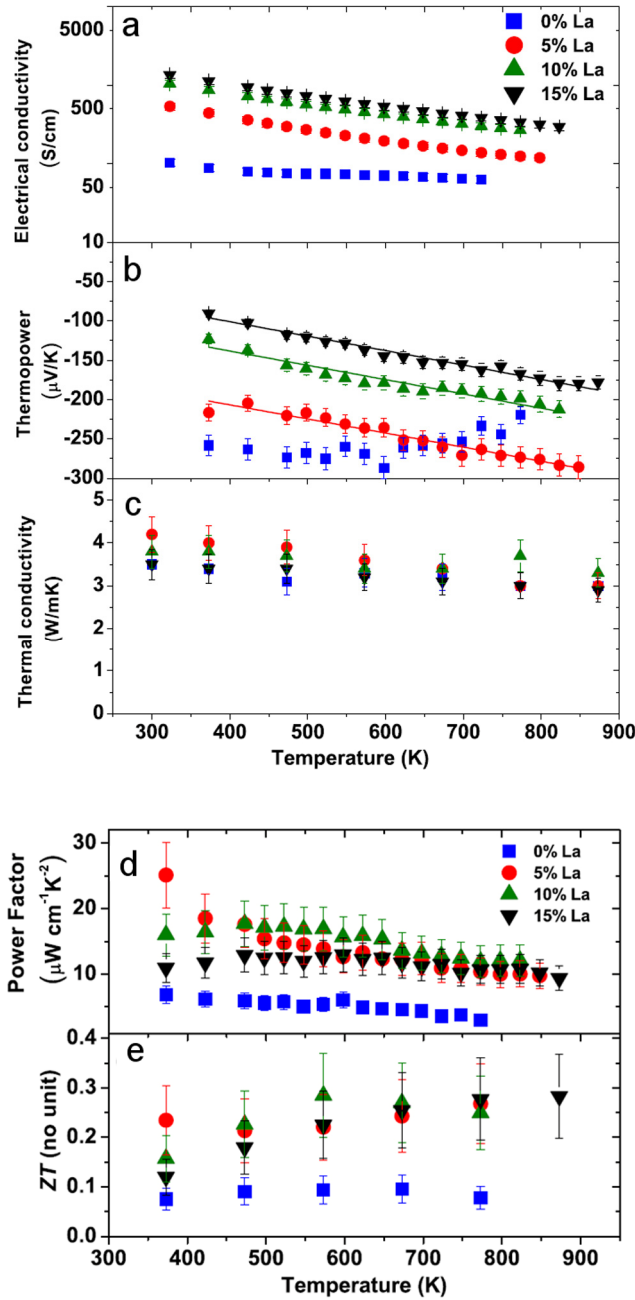 a
5000
500
50
10
Electrical conductivity
(S/cm)
0% La
5% La
10% La
15% La
b
-50
-100
-150
-200
-250
-300
Thermopower
(μV/K)
c
5
4
3
2
1
0
Thermal conductivity
(W/mK)
300 400 500 600 700 800 900
Temperature (K)
d
30
20
10
Power Factor
(μW cm⁻¹K⁻²)
0% La
5% La
10% La
15% La
e
0.4
0.3
0.2
0.1
0.0
ZT (no unit)
300 400 500 600 700 800 900
Temperature (K)